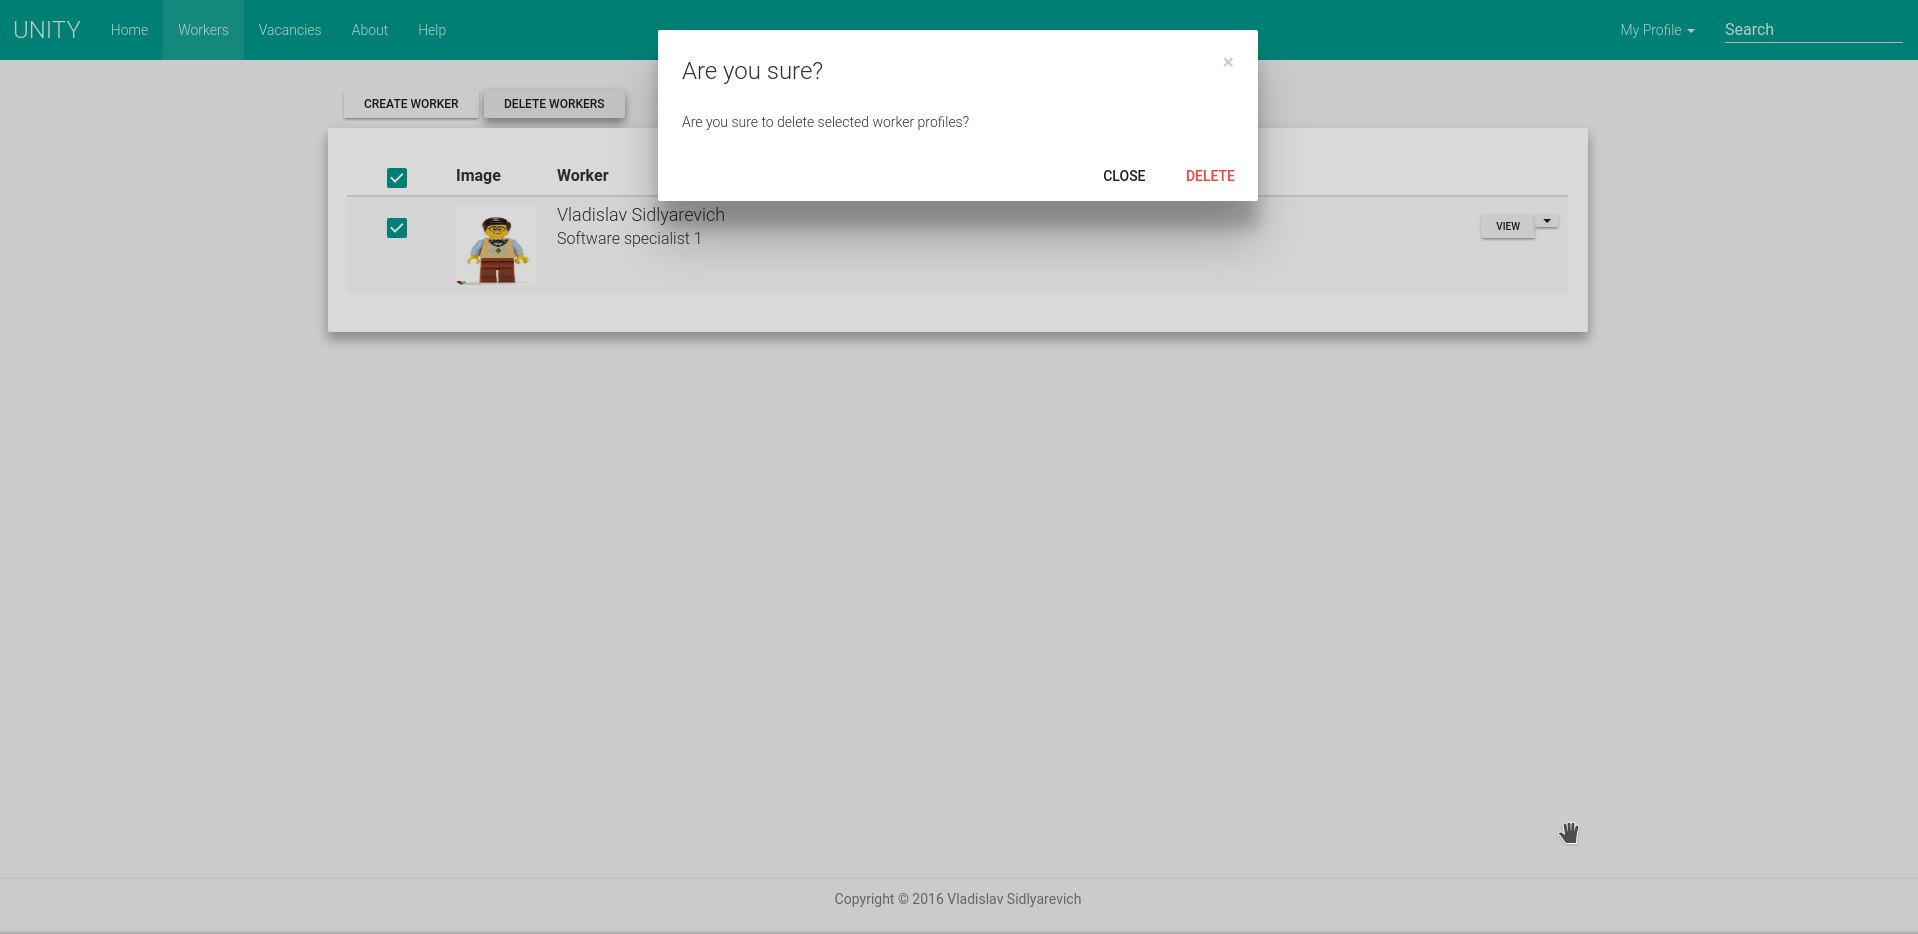 UNITY Home Workers Vacancies About Help My Profile Search
Are you sure?
×
Are you sure to delete selected worker profiles?
CLOSE DELETE
CREATE WORKER DELETE WORKERS
Image Worker
Vladislav Sidlyarevich
Software specialist 1
VIEW
Copyright © 2016 Vladislav Sidlyarevich